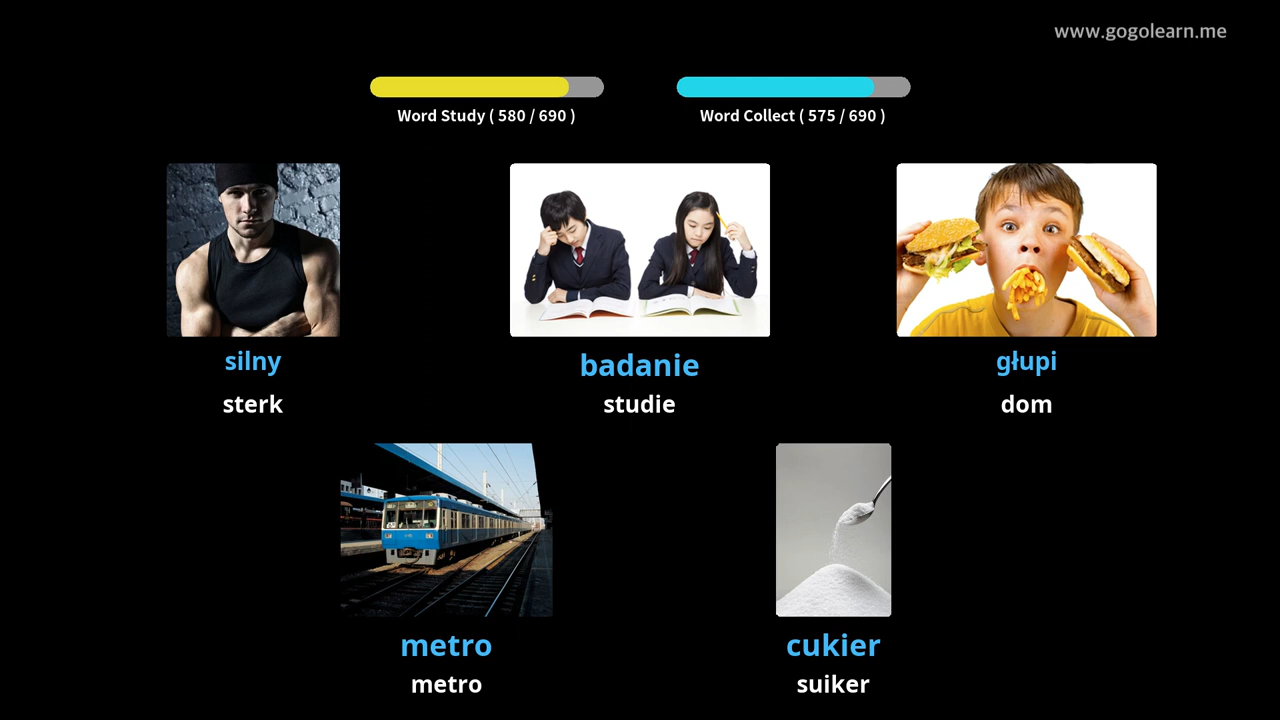 www.gogolearn.me
Word Study ( 580 / 690 )
Word Collect ( 575 / 690 )
silny
badanie
głupi
sterk
studie
dom
metro
cukier
metro
suiker